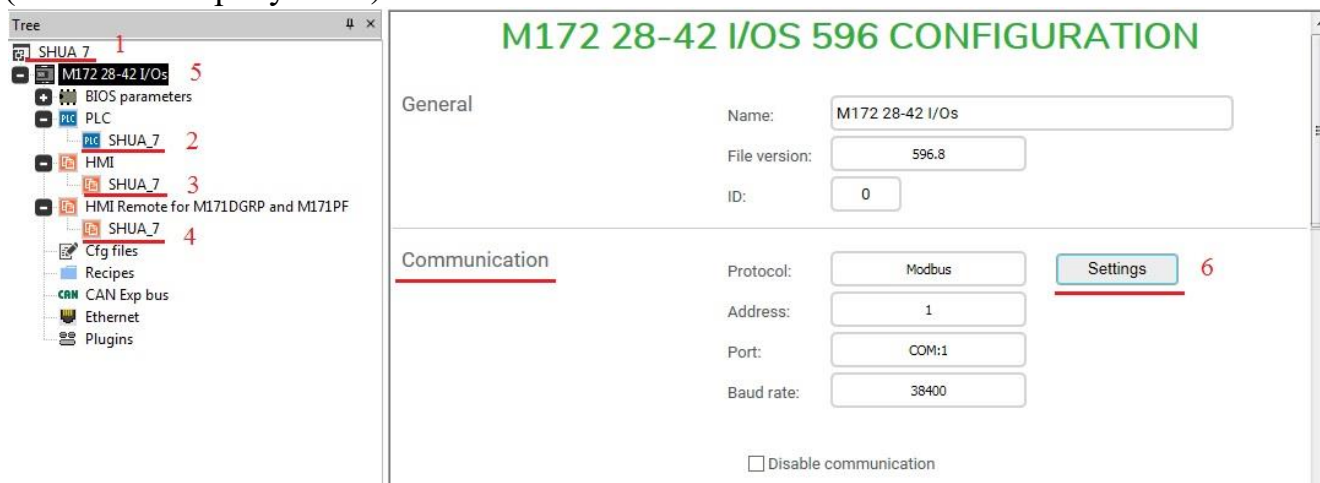 Tree
SHUA_7 1
M172 28-42 I/Os 5
BIOS parameters
PLC
SHUA_7 2
HMI
SHUA_7 3
HMI Remote for M171DGRP and M171PF
SHUA_7 4
Cfg files
Recipes
CAN Exp bus
Ethernet
Plugins
M172 28-42 I/OS 596 CONFIGURATION
General
Name: M172 28-42 I/Os
File version: 596.8
ID: 0
Communication
Protocol: Modbus Settings 6
Address: 1
Port: COM:1
Baud rate: 38400
Disable communication